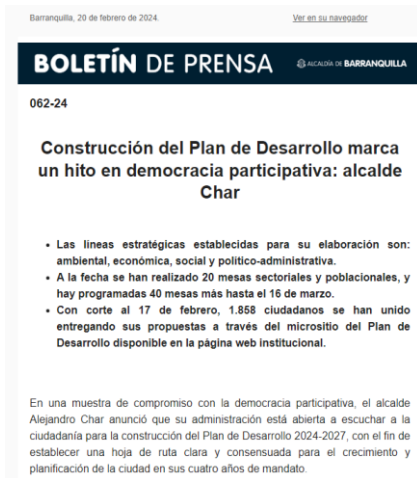 Barranquilla, 20 de febrero de 2024.
Ver en su navegador
BOLETÍN DE PRENSA
ALCALDÍA DE BARRANQUILLA
062-24
Construcción del Plan de Desarrollo marca
un hito en democracia participativa: alcalde
Char
• Las líneas estratégicas establecidas para su elaboración son:
ambiental, económica, social y político-administrativa.
• A la fecha se han realizado 20 mesas sectoriales y poblacionales, y
hay programadas 40 mesas más hasta el 16 de marzo.
• Con corte al 17 de febrero, 1.858 ciudadanos se han unido
entregando sus propuestas a través del micrositio del Plan de
Desarrollo disponible en la página web institucional.
En una muestra de compromiso con la democracia participativa, el alcalde
Alejandro Char anunció que su administración está abierta a escuchar a la
ciudadanía para la construcción del Plan de Desarrollo 2024-2027, con el fin de
establecer una hoja de ruta clara y consensuada para el crecimiento y
planificación de la ciudad en sus cuatro años de mandato.